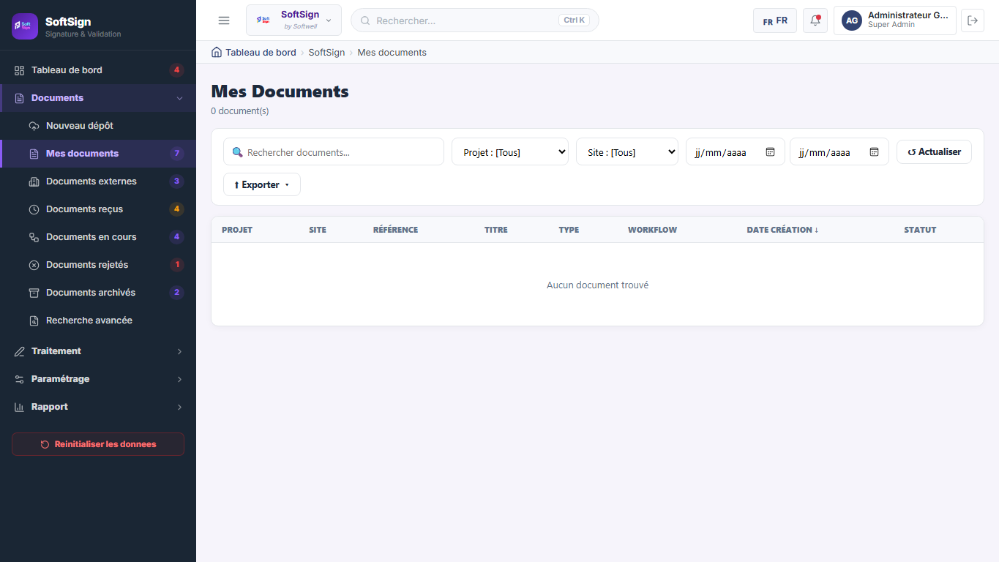 Soft Sign
SoftSign
Signature & Validation
Tableau de bord 4
Documents
Nouveau dépôt
Mes documents 7
Documents externes 3
Documents reçus 4
Documents en cours 4
Documents rejetés 1
Documents archivés 2
Recherche avancée
Traitement
Paramétrage
Rapport
Reinitialiser les donnees
Soft Sign
SoftSign
by Softwell
Rechercher... Ctrl K
FR FR
AG
Administrateur G...
Super Admin
Tableau de bord › SoftSign › Mes documents
Mes Documents
0 document(s)
Rechercher documents... Projet : [Tous] Site : [Tous] jj/mm/aaaa jj/mm/aaaa ↺ Actualiser
⬆ Exporter ▾
PROJET SITE RÉFÉRENCE TITRE TYPE WORKFLOW DATE CRÉATION ↓ STATUT
Aucun document trouvé